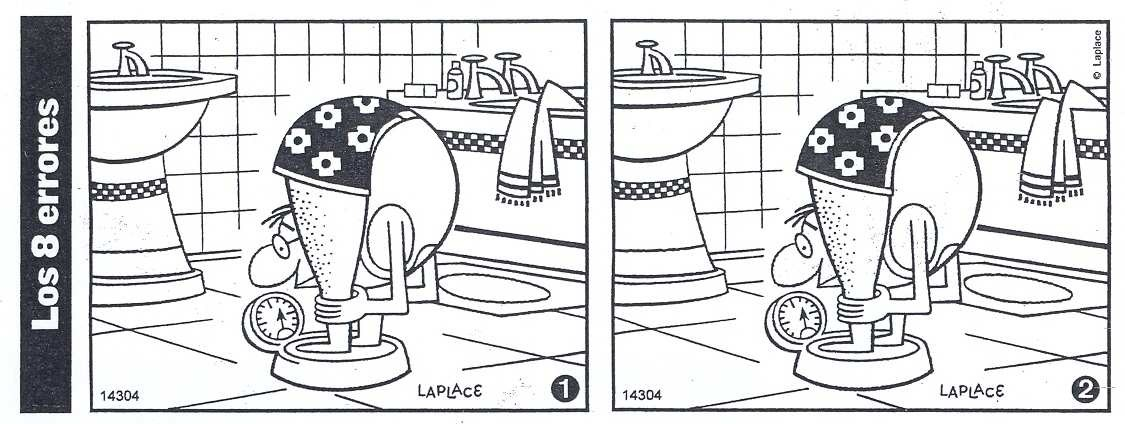 Los 8 errores
14304
LAPLACE
1
© Laplace
14304
LAPLACE
2